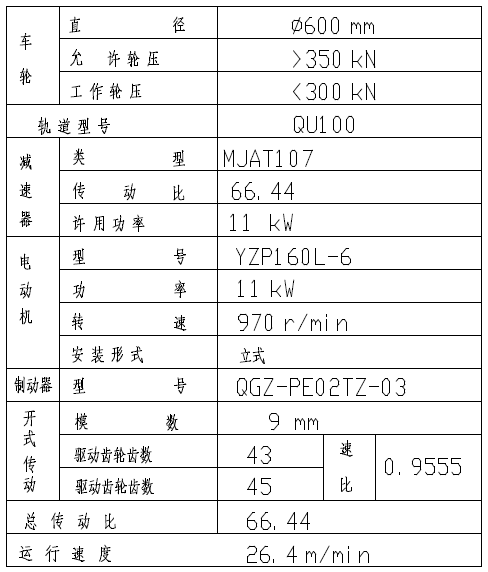 车轮 直径 Ø600 mm
允许轮压 >350 kN
工作轮压 <300 kN
轨道型号 QU100
减速器 类型 MJAT107
传动比 66.44
许用功率 11 kW
电动机 型号 YZP160L-6
功率 11 kW
转速 970 r/min
安装形式 立式
制动器 型号 QGZ-PE02TZ-03
开式传动 模数 9 mm
驱动齿轮齿数 43 速比 0.9555
驱动齿轮齿数 45
总传动比 66.44
运行速度 26.4m/min